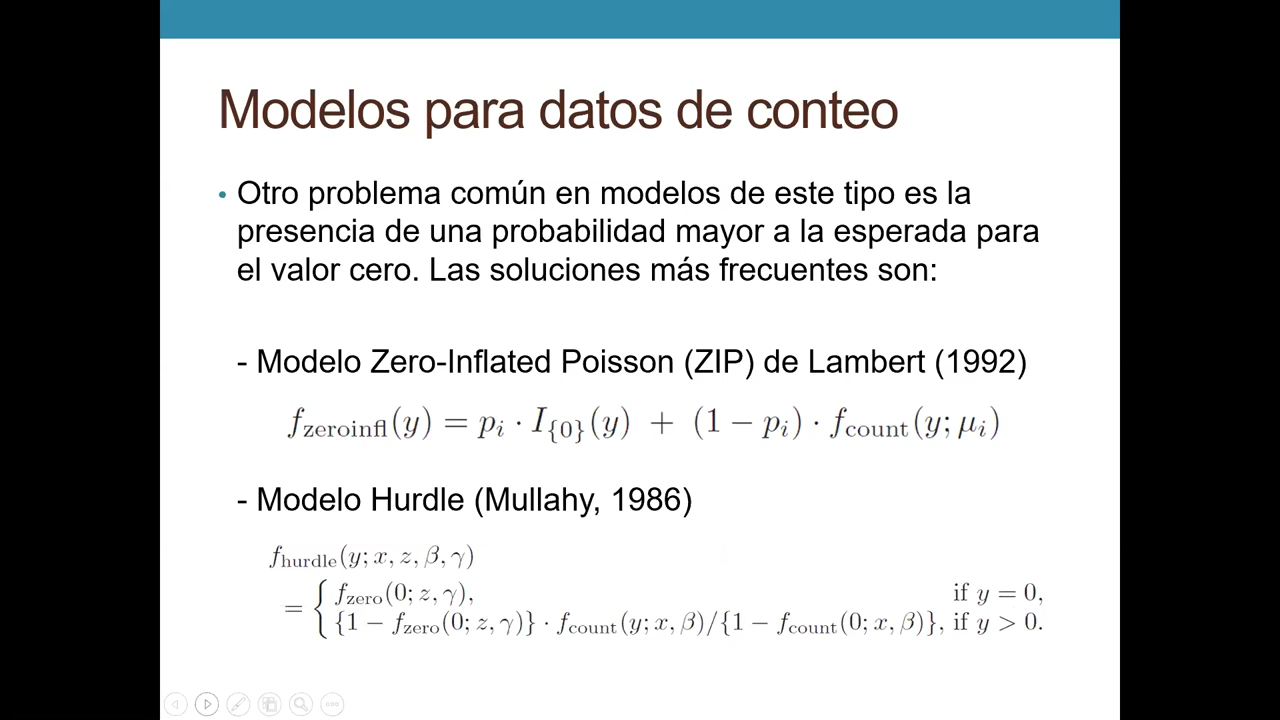 Modelos para datos de conteo
• Otro problema común en modelos de este tipo es la
presencia de una probabilidad mayor a la esperada para
el valor cero. Las soluciones más frecuentes son:
- Modelo Zero-Inflated Poisson (ZIP) de Lambert (1992)
f_zeroinfl(y) = p_i · I_{0}(y) + (1 − p_i) · f_count(y; μ_i)
- Modelo Hurdle (Mullahy, 1986)
f_hurdle(y; x, z, β, γ)
= { f_zero(0; z, γ), if y = 0,
{1 − f_zero(0; z, γ)} · f_count(y; x, β)/{1 − f_count(0; x, β)}, if y > 0.